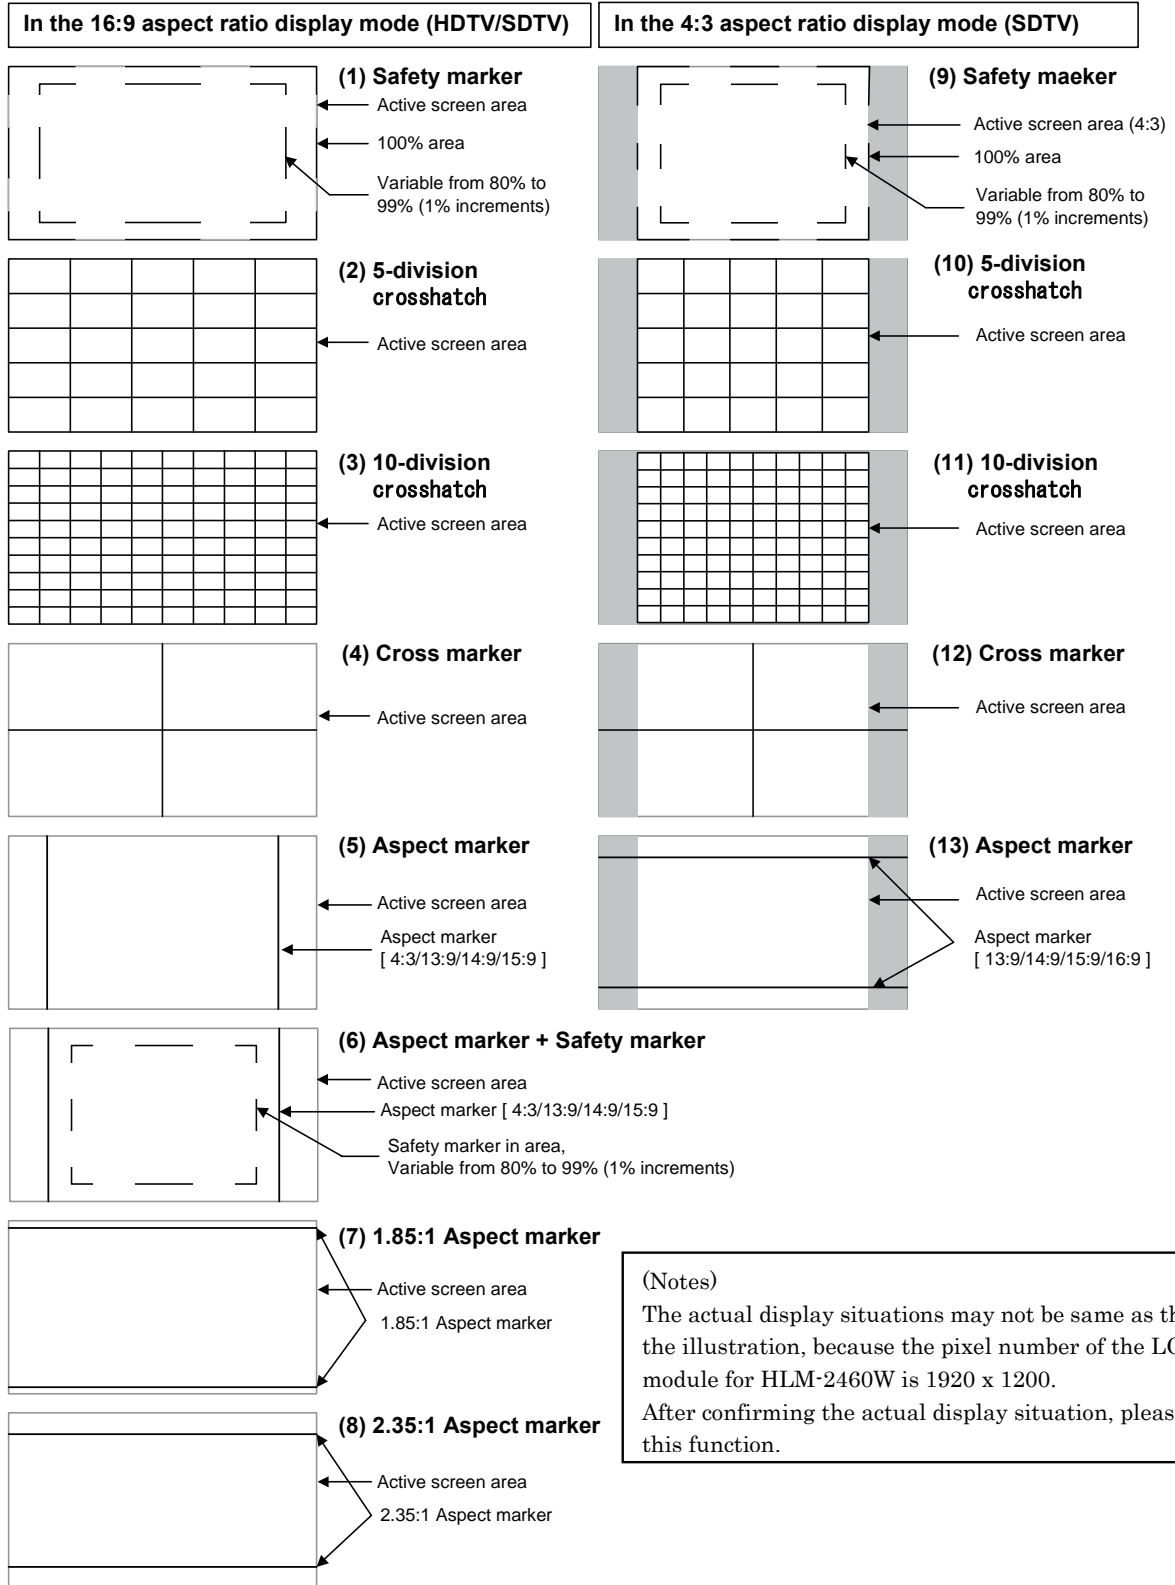 In the 16:9 aspect ratio display mode (HDTV/SDTV)
(1) Safety marker
Active screen area
100% area
Variable from 80% to
99% (1% increments)
(2) 5-division
crosshatch
Active screen area
(3) 10-division
crosshatch
Active screen area
(4) Cross marker
Active screen area
(5) Aspect marker
Active screen area
Aspect marker
[ 4:3/13:9/14:9/15:9 ]
(6) Aspect marker + Safety marker
Active screen area
Aspect marker [ 4:3/13:9/14:9/15:9 ]
Safety marker in area,
Variable from 80% to 99% (1% increments)
(7) 1.85:1 Aspect marker
Active screen area
1.85:1 Aspect marker
(8) 2.35:1 Aspect marker
Active screen area
2.35:1 Aspect marker
In the 4:3 aspect ratio display mode (SDTV)
(9) Safety maeker
Active screen area (4:3)
100% area
Variable from 80% to
99% (1% increments)
(10) 5-division
crosshatch
Active screen area
(11) 10-division
crosshatch
Active screen area
(12) Cross marker
Active screen area
(13) Aspect marker
Active screen area
Aspect marker
[ 13:9/14:9/15:9/16:9 ]
(Notes)
The actual display situations may not be same as
the illustration, because the pixel number of the
module for HLM-2460W is 1920 x 1200.
After confirming the actual display situation,
this function.